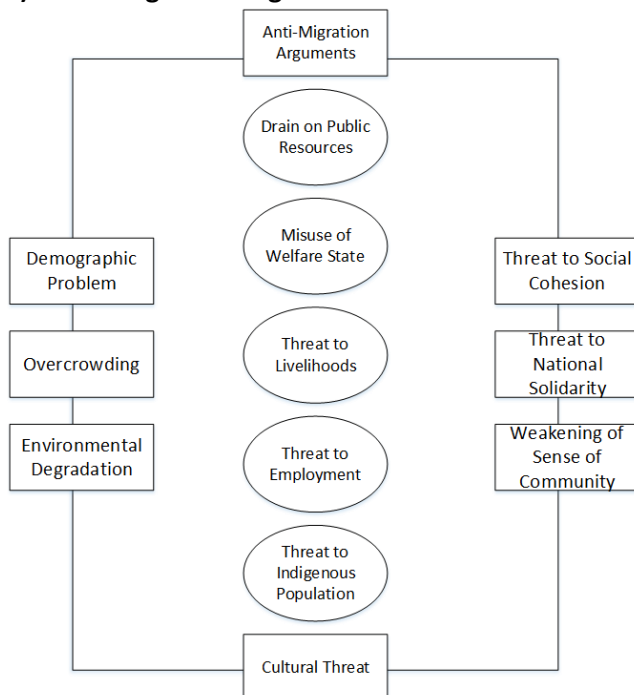 Anti-Migration
Arguments
Drain on Public
Resources
Misuse of
Welfare State
Demographic
Problem
Threat to Social
Cohesion
Overcrowding
Threat to
Livelihoods
Threat to
National
Solidarity
Environmental
Degradation
Threat to
Employment
Weakening of
Sense of
Community
Threat to
Indigenous
Population
Cultural Threat